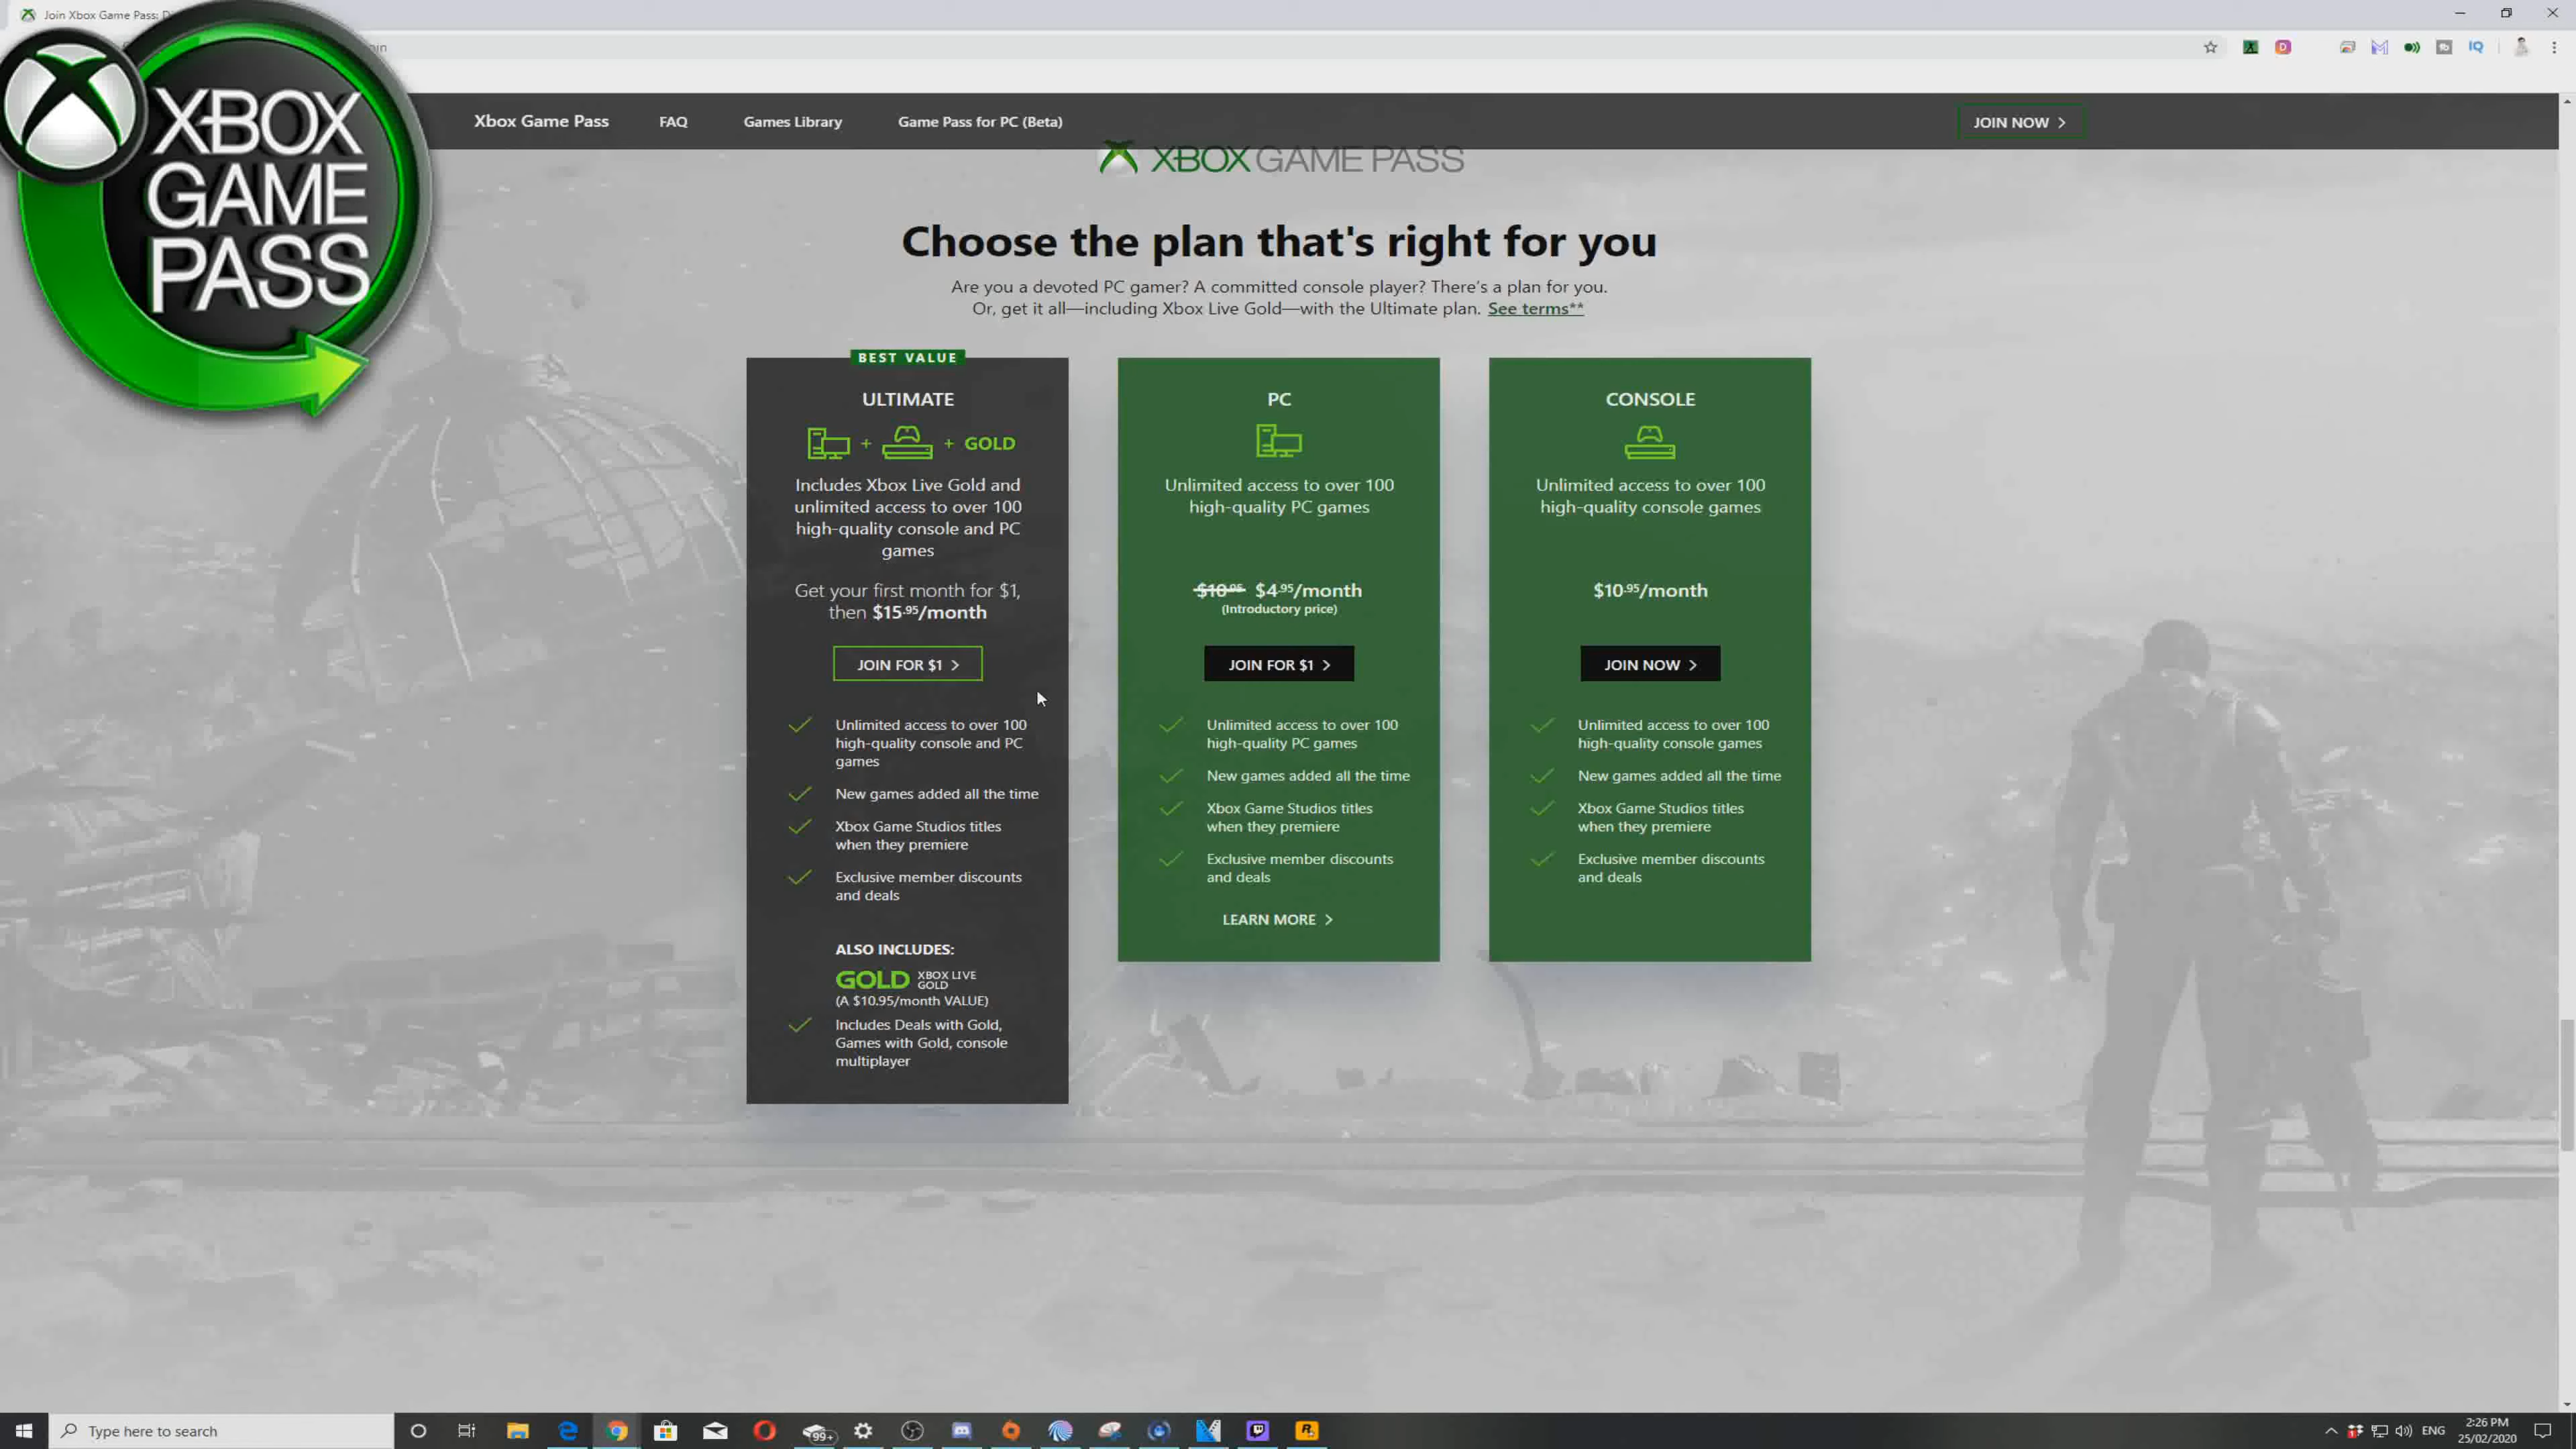 Join Xbox Game Pass: D
oin
XBOX
GAME
PASS
Xbox Game Pass
FAQ
Games Library
Game Pass for PC (Beta)
JOIN NOW >
XBOX GAME PASS
Choose the plan that's right for you
Are you a devoted PC gamer? A committed console player? There's a plan for you.
Or, get it all—including Xbox Live Gold—with the Ultimate plan. See terms**
BEST VALUE
ULTIMATE
+ + GOLD
Includes Xbox Live Gold and
unlimited access to over 100
high-quality console and PC
games
Get your first month for $1,
then $15.95/month
JOIN FOR $1 >
Unlimited access to over 100
high-quality console and PC
games
New games added all the time
Xbox Game Studios titles
when they premiere
Exclusive member discounts
and deals
ALSO INCLUDES:
GOLD XBOX LIVE
GOLD
(A $10.95/month VALUE)
Includes Deals with Gold,
Games with Gold, console
multiplayer
PC
Unlimited access to over 100
high-quality PC games
$10.95 $4.95/month
(Introductory price)
JOIN FOR $1 >
Unlimited access to over 100
high-quality PC games
New games added all the time
Xbox Game Studios titles
when they premiere
Exclusive member discounts
and deals
LEARN MORE >
CONSOLE
Unlimited access to over 100
high-quality console games
$10.95/month
JOIN NOW >
Unlimited access to over 100
high-quality console games
New games added all the time
Xbox Game Studios titles
when they premiere
Exclusive member discounts
and deals
Type here to search
99+
ENG
2:26 PM
25/02/2020